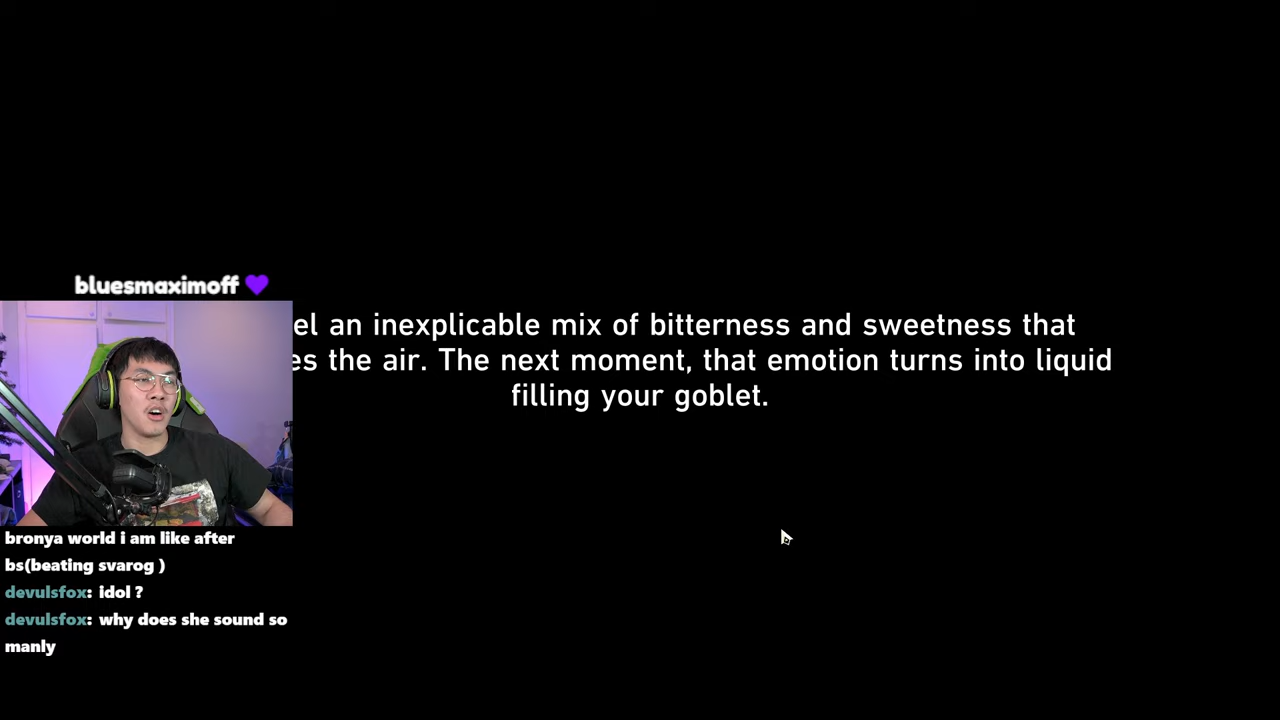 bluesmaximoff
el an inexplicable mix of bitterness and sweetness that
es the air. The next moment, that emotion turns into liquid
filling your goblet.
bronya world i am like after
bs(beating svarog )
devulsfox: idol ?
devulsfox: why does she sound so
manly